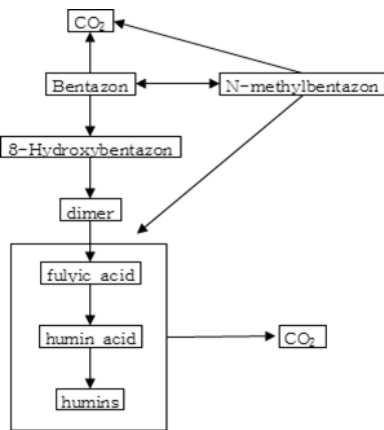 CO₂
Bentazon
N-methylbentazon
8-Hydroxybentazon
dimer
fulvic acid
humin acid
CO₂
humins